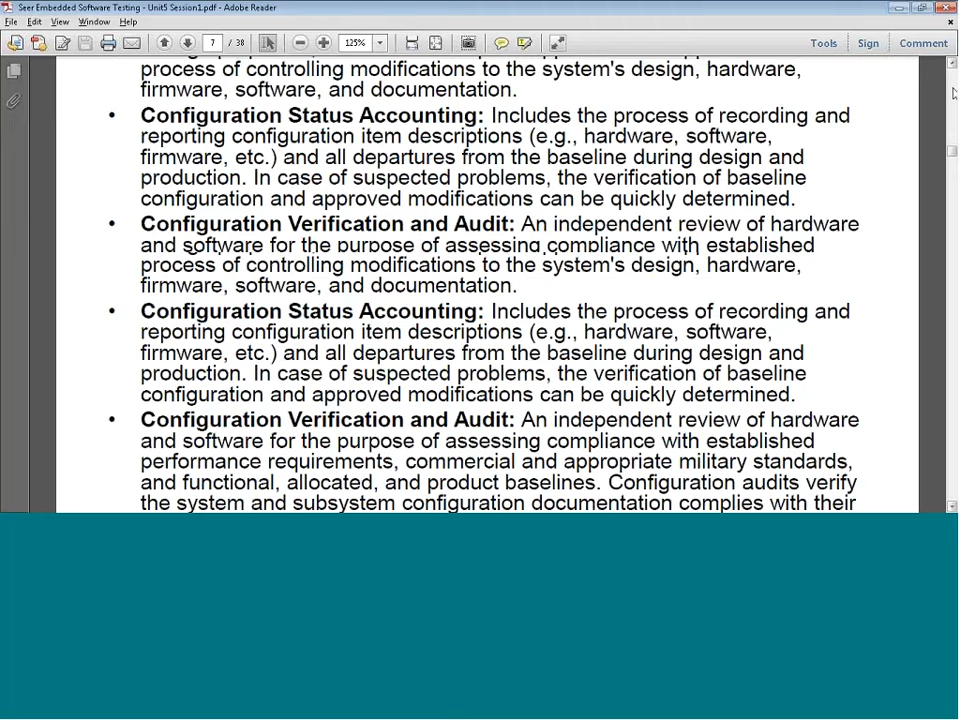 Seer Embedded Software Testing - Unit5 Session1.pdf - Adobe Reader
File Edit View Window Help
7 / 38 125% Tools Sign Comment
process of controlling modifications to the system's design, hardware,
firmware, software, and documentation.
• Configuration Status Accounting: Includes the process of recording and
reporting configuration item descriptions (e.g., hardware, software,
firmware, etc.) and all departures from the baseline during design and
production. In case of suspected problems, the verification of baseline
configuration and approved modifications can be quickly determined.
• Configuration Verification and Audit: An independent review of hardware
and software for the purpose of assessing compliance with established
process of controlling modifications to the system's design, hardware,
firmware, software, and documentation.
• Configuration Status Accounting: Includes the process of recording and
reporting configuration item descriptions (e.g., hardware, software,
firmware, etc.) and all departures from the baseline during design and
production. In case of suspected problems, the verification of baseline
configuration and approved modifications can be quickly determined.
• Configuration Verification and Audit: An independent review of hardware
and software for the purpose of assessing compliance with established
performance requirements, commercial and appropriate military standards,
and functional, allocated, and product baselines. Configuration audits verify
the system and subsystem configuration documentation complies with their